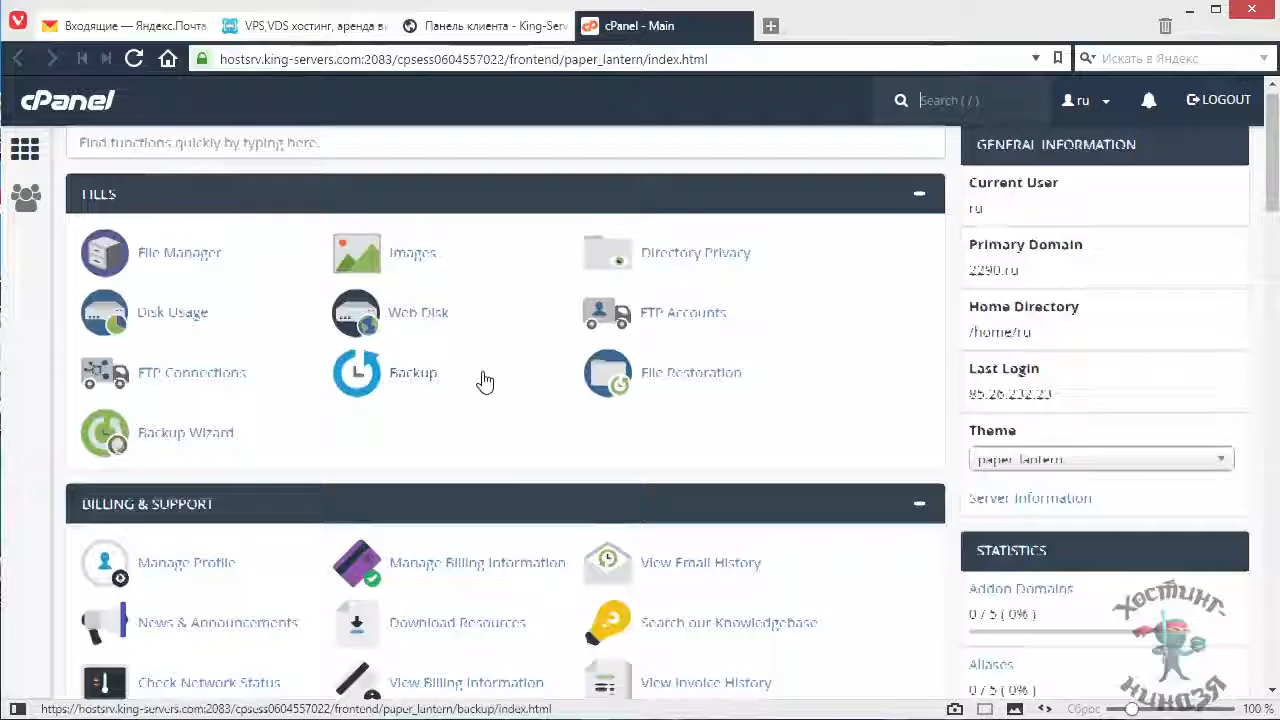 Входящие — Яндекс.Почта
VPS,VDS хостинг, аренда в
Панель клиента - King-Serv
cPanel - Main
hostsrv.king-servers.com:2083/cpsess0604557022/frontend/paper_lantern/index.html
Искать в Яндекс
cPanel
Search ( / )
ru
LOGOUT
Find functions quickly by typing here.
FILES
File Manager
Images
Directory Privacy
Disk Usage
Web Disk
FTP Accounts
FTP Connections
Backup
File Restoration
Backup Wizard
BILLING & SUPPORT
Manage Profile
Manage Billing Information
View Email History
News & Announcements
Download Resources
Search our Knowledgebase
Check Network Status
View Billing Information
View Invoice History
GENERAL INFORMATION
Current User
ru
Primary Domain
2290.ru
Home Directory
/home/ru
Last Login
Theme
paper_lantern
Server Information
STATISTICS
Addon Domains
0 / 5 ( 0% )
Aliases
0 / 5 ( 0% )
ХОСТИНГ-
НИНДЗЯ
https://hostsrv.king-servers.com:2083/cpsess0604557022/frontend/paper_lantern/backup/index.html
Сброс
100 %